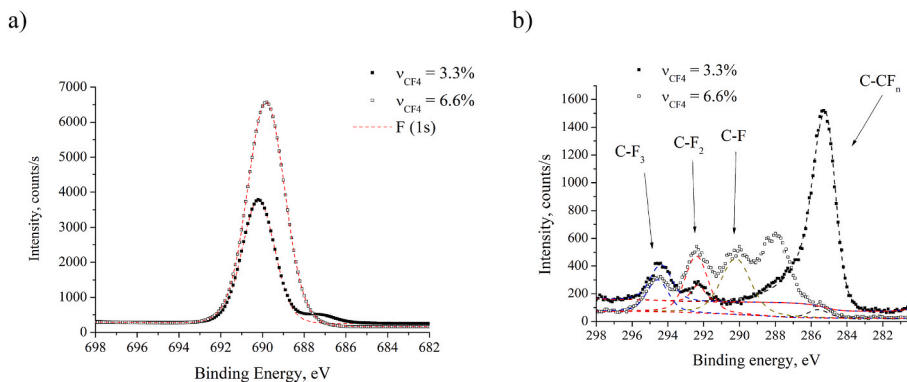 a)
ν CF4 = 3.3%
ν CF4 = 6.6%
F (1s)
Intensity, counts/s
7000
6000
5000
4000
3000
2000
1000
0
698 696 694 692 690 688 686 684 682
Binding Energy, eV
b)
ν CF4 = 3.3%
ν CF4 = 6.6%
C-CFn
C-F3
C-F2
C-F
Intensity, counts/s
1600
1400
1200
1000
800
600
400
200
0
298 296 294 292 290 288 286 284 282
Binding energy, eV